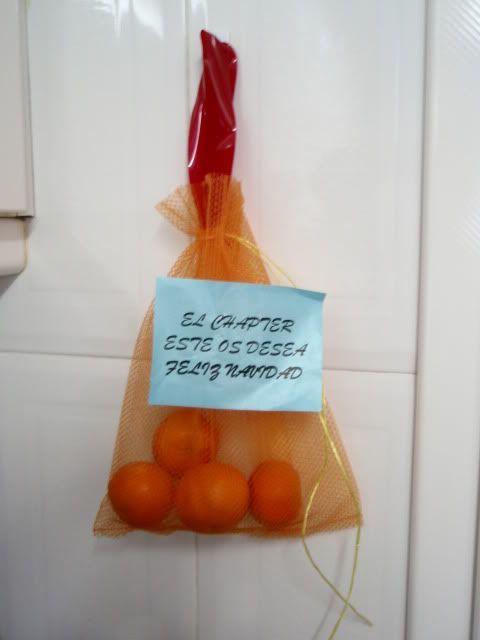 EL CHAPTER
ESTE OS DESEA
FELIZ NAVIDAD